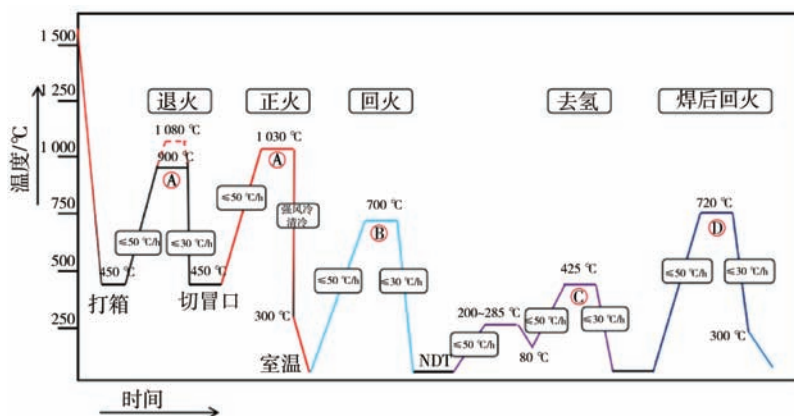 温度/℃
1 500
1 250
1 000
750
500
250
退火
正火
回火
去氢
焊后回火
1 080 ℃
900℃
A
≤50 ℃/h
≤30 ℃/h
450℃
打箱
450 ℃
切冒口
1 030 ℃
A
≤50 ℃/h
强风冷
清冷
300℃
室温
700 ℃
B
≤50 ℃/h
≤30 ℃/h
NDT
200~285℃
≤50 ℃/h
80℃
425℃
C
≤50 ℃/h
≤30 ℃/h
720 ℃
D
≤50 ℃/h
≤30 ℃/h
300℃
时间